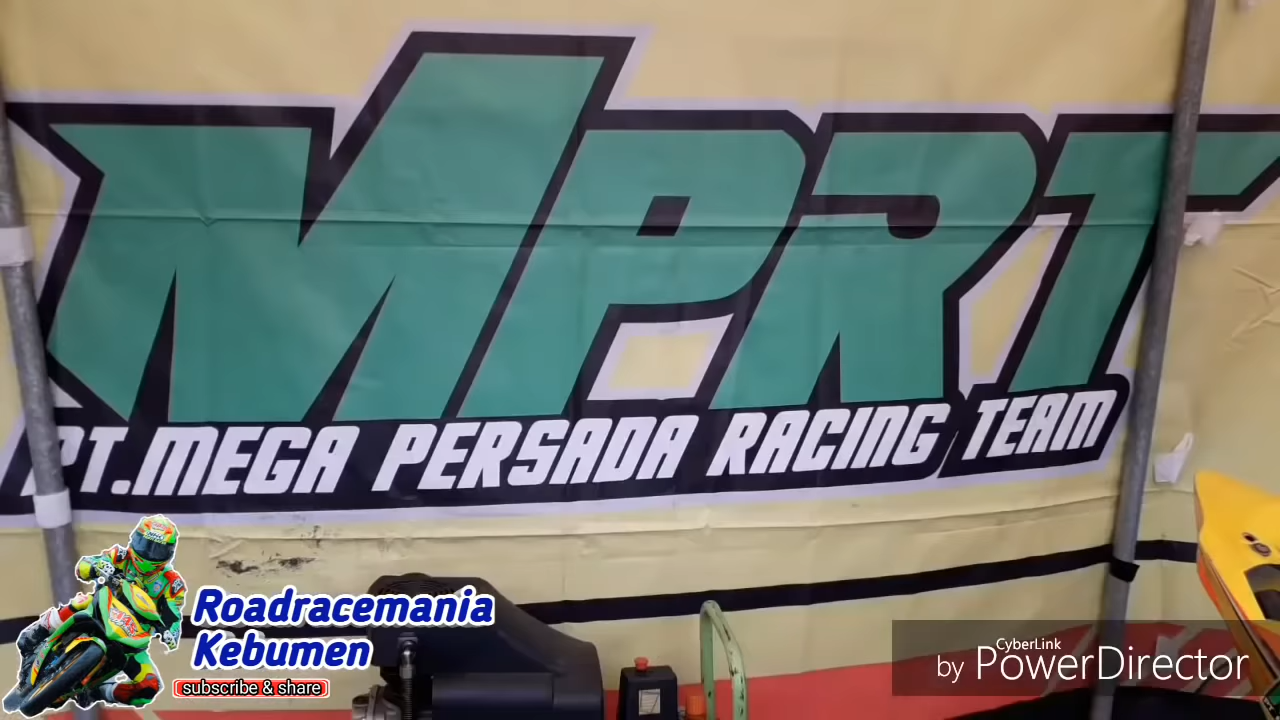 MPRT
PT.MEGA PERSADA RACING TEAM
Roadracemania
Kebumen
subscribe & share
CyberLink
by PowerDirector